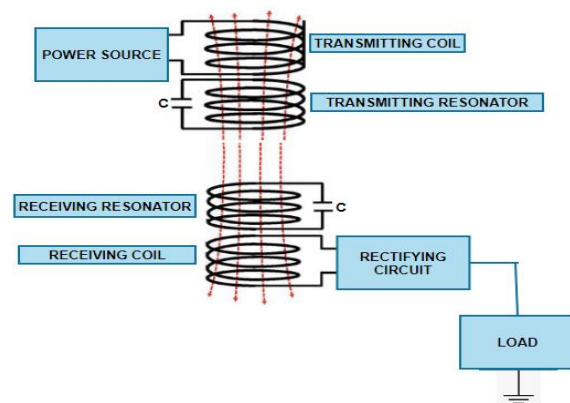 POWER SOURCE
TRANSMITTING COIL
C
TRANSMITTING RESONATOR
RECEIVING RESONATOR
C
RECEIVING COIL
RECTIFYING
CIRCUIT
LOAD